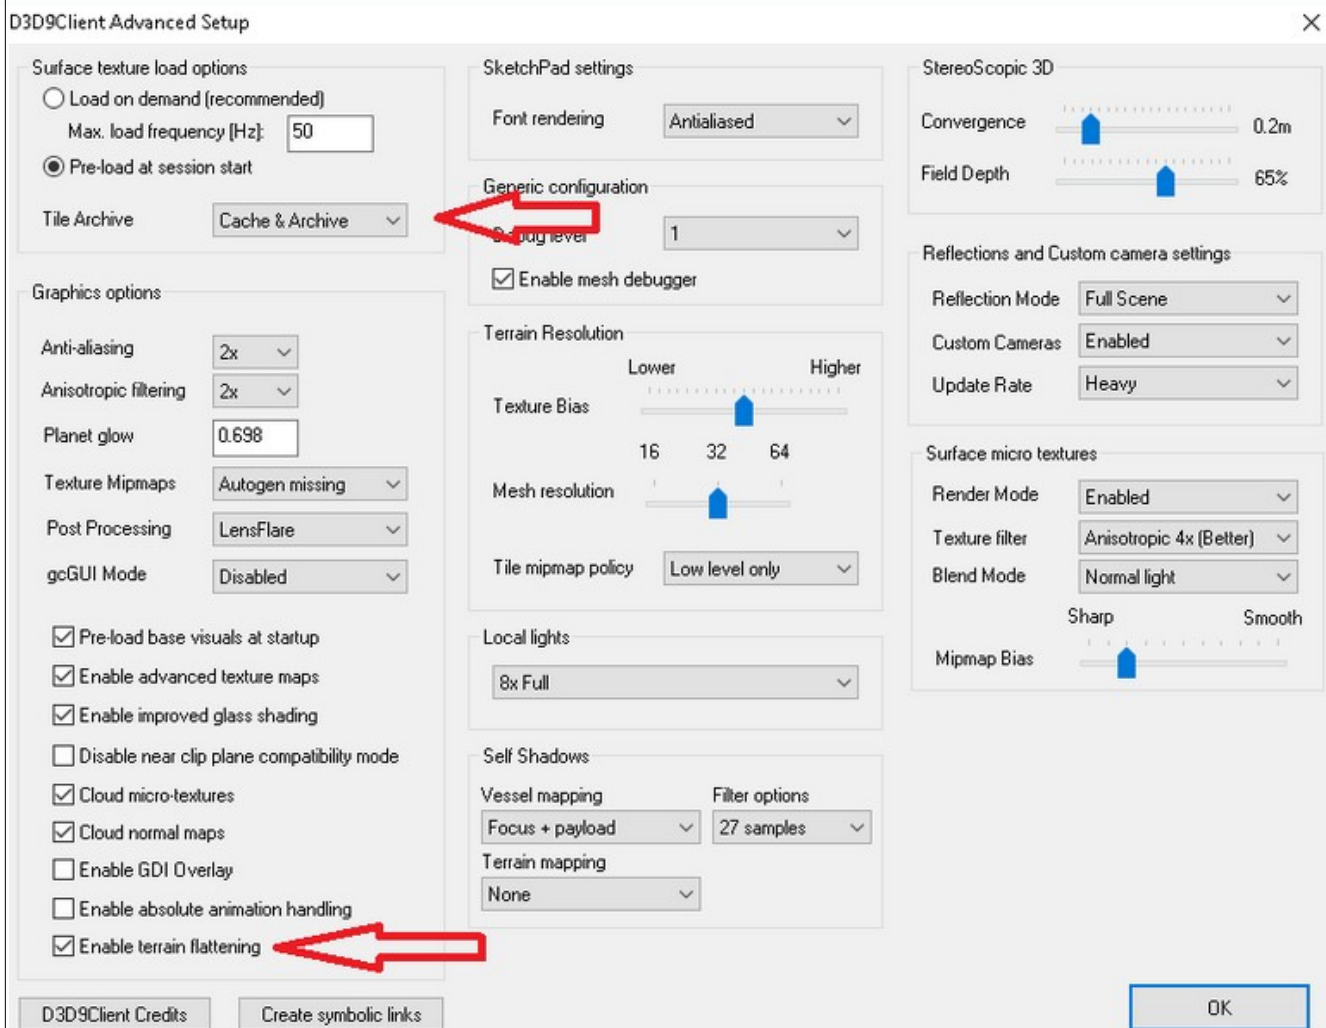 D3D9Client Advanced Setup
Surface texture load options
Load on demand (recommended)
Max. load frequency [Hz]: 50
Pre-load at session start
Tile Archive Cache & Archive
Graphics options
Anti-aliasing 2x
Anisotropic filtering 2x
Planet glow 0.698
Texture Mipmaps Autogen missing
Post Processing LensFlare
gcGUI Mode Disabled
Pre-load base visuals at startup
Enable advanced texture maps
Enable improved glass shading
Disable near clip plane compatibility mode
Cloud micro-textures
Cloud normal maps
Enable GDI Overlay
Enable absolute animation handling
Enable terrain flattening
D3D9Client Credits Create symbolic links
SketchPad settings
Font rendering Antialiased
Generic configuration
Debug level 1
Enable mesh debugger
Terrain Resolution
Lower Higher
Texture Bias
16 32 64
Mesh resolution
Tile mipmap policy Low level only
Local lights
8x Full
Self Shadows
Vessel mapping Filter options
Focus + payload 27 samples
Terrain mapping
None
StereoScopic 3D
Convergence 0.2m
Field Depth 65%
Reflections and Custom camera settings
Reflection Mode Full Scene
Custom Cameras Enabled
Update Rate Heavy
Surface micro textures
Render Mode Enabled
Texture filter Anisotropic 4x (Better)
Blend Mode Normal light
Sharp Smooth
Mipmap Bias
OK